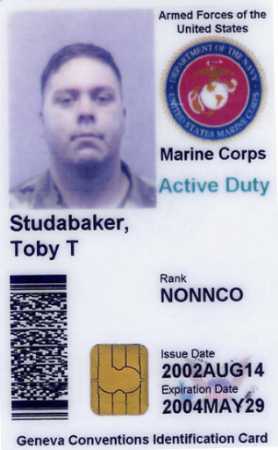 Armed Forces of the
United States
DEPARTMENT OF THE NAVY
UNITED STATES MARINE CORPS
Marine Corps
Active Duty
Studabaker,
Toby T
Rank
NONNCO
Issue Date
2002AUG14
Expiration Date
2004MAY29
Geneva Conventions Identification Card